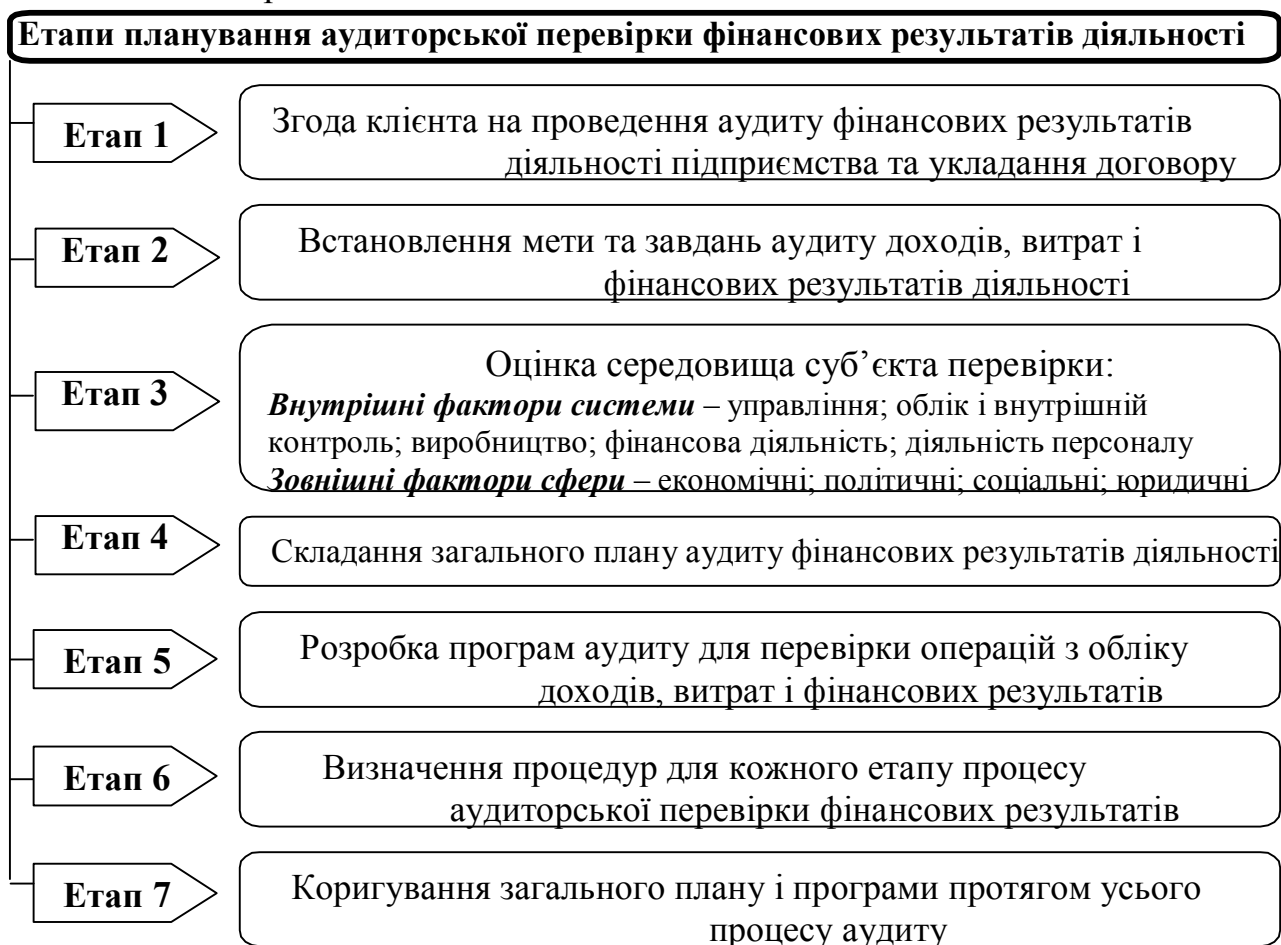 Етапи планування аудиторської перевірки фінансових результатів діяльності
Етап 1
Згода клієнта на проведення аудиту фінансових результатів
діяльності підприємства та укладання договору
Етап 2
Встановлення мети та завдань аудиту доходів, витрат і
фінансових результатів діяльності
Етап 3
Оцінка середовища суб’єкта перевірки:
Внутрішні фактори системи – управління; облік і внутрішній
контроль; виробництво; фінансова діяльність; діяльність персоналу
Зовнішні фактори сфери – економічні; політичні; соціальні; юридичні
Етап 4
Складання загального плану аудиту фінансових результатів діяльності
Етап 5
Розробка програм аудиту для перевірки операцій з обліку
доходів, витрат і фінансових результатів
Етап 6
Визначення процедур для кожного етапу процесу
аудиторської перевірки фінансових результатів
Етап 7
Коригування загального плану і програми протягом усього
процесу аудиту